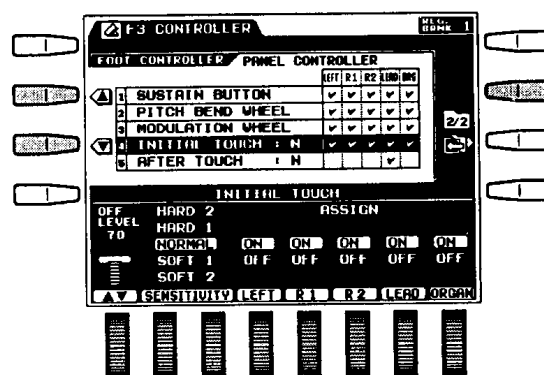 F3 CONTROLLER REG. BANK 1
FOOT CONTROLLER PANEL CONTROLLER
LEFT R1 R2 LEAD ORG
1 SUSTAIN BUTTON
2 PITCH BEND WHEEL
3 MODULATION WHEEL
4 INITIAL TOUCH : N
5 AFTER TOUCH : N
2/2
INITIAL TOUCH
OFF LEVEL 70
HARD 2 ASSIGN
HARD 1
NORMAL ON ON ON ON ON
SOFT 1 OFF OFF OFF OFF OFF
SOFT 2
▲▼ SENSITIVITY LEFT R1 R2 LEAD ORGAN